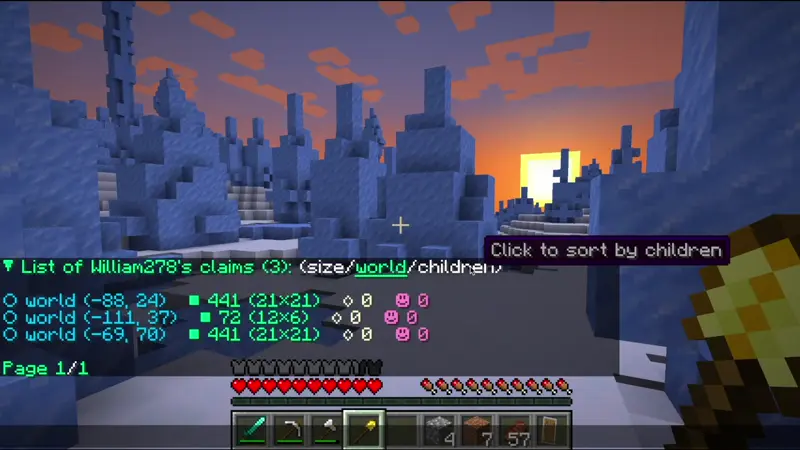 Click to sort by children
▼ List of William278's claims (3): (size/world/children)
world (-88, 24) 441 (21×21) 0 0
world (-111, 37) 72 (12×6) 0 0
world (-69, 70) 441 (21×21) 0 0
Page 1/1
4 7 57